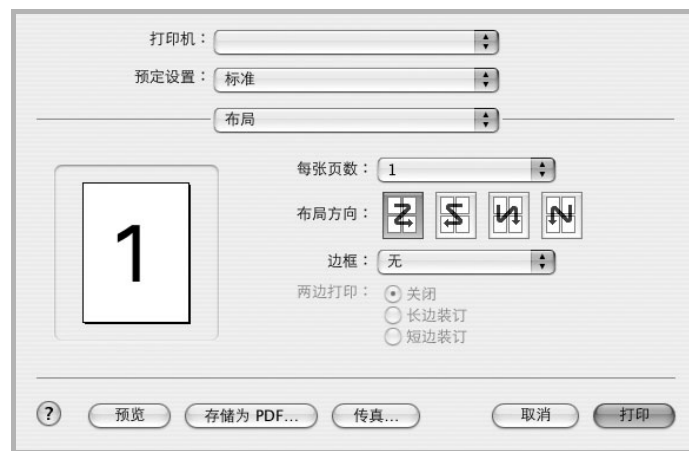 打印机：
预定设置： 标准
布局
每张页数： 1
布局方向：
边框： 无
两边打印： 关闭
长边装订
短边装订
1
? 预览 存储为 PDF... 传真... 取消 打印